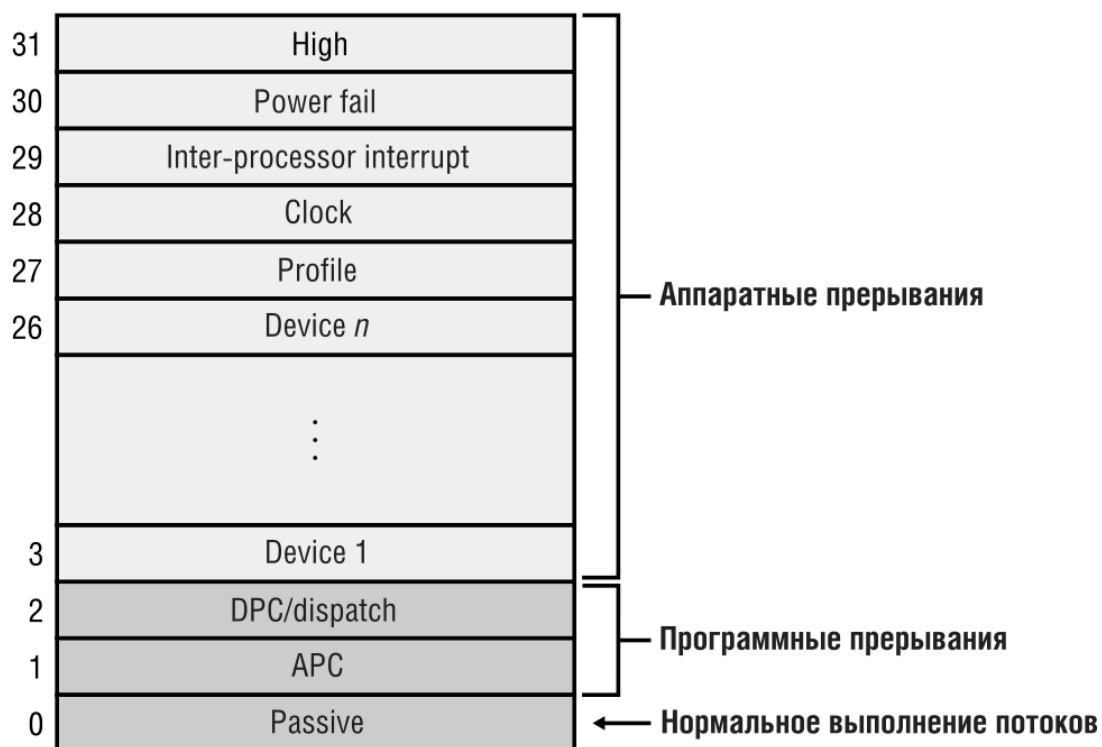 31 High
30 Power fail
29 Inter-processor interrupt
28 Clock
27 Profile
26 Device n
Аппаратные прерывания
⋮
3 Device 1
2 DPC/dispatch
Программные прерывания
1 APC
0 Passive
Нормальное выполнение потоков